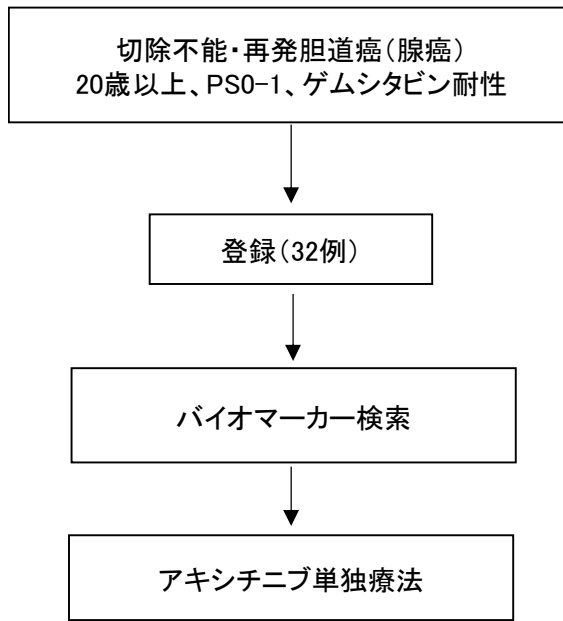 切除不能・再発胆道癌(腺癌)
20歳以上、PS0-1、ゲムシタビン耐性
登録(32例)
バイオマーカー検索
アキシチニブ単独療法